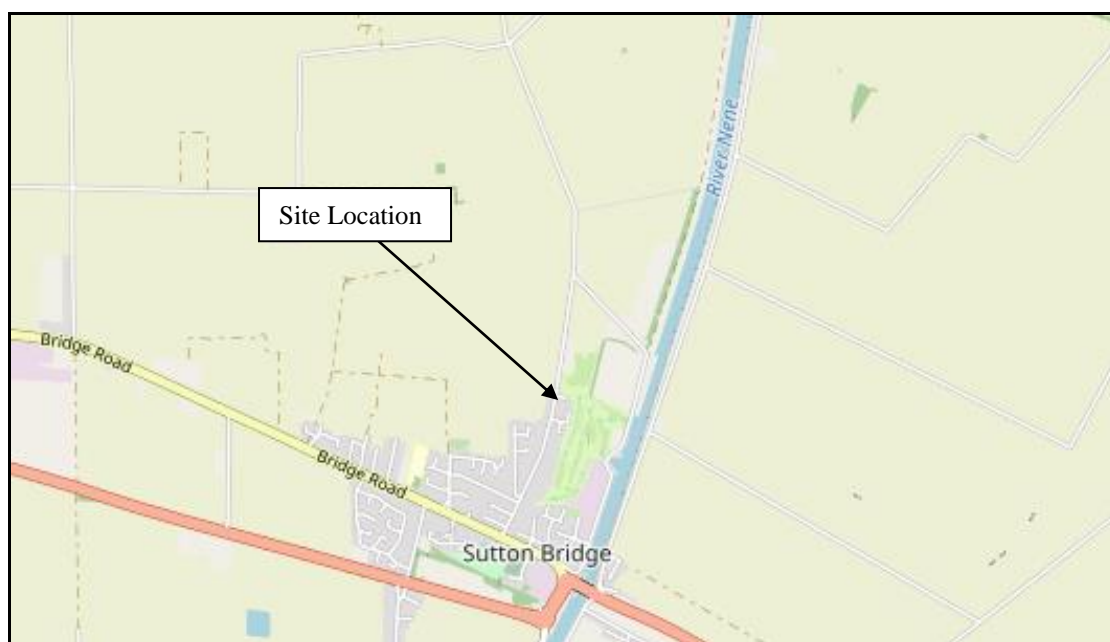 River Nene
Site Location
Bridge Road
Bridge Road
Sutton Bridge